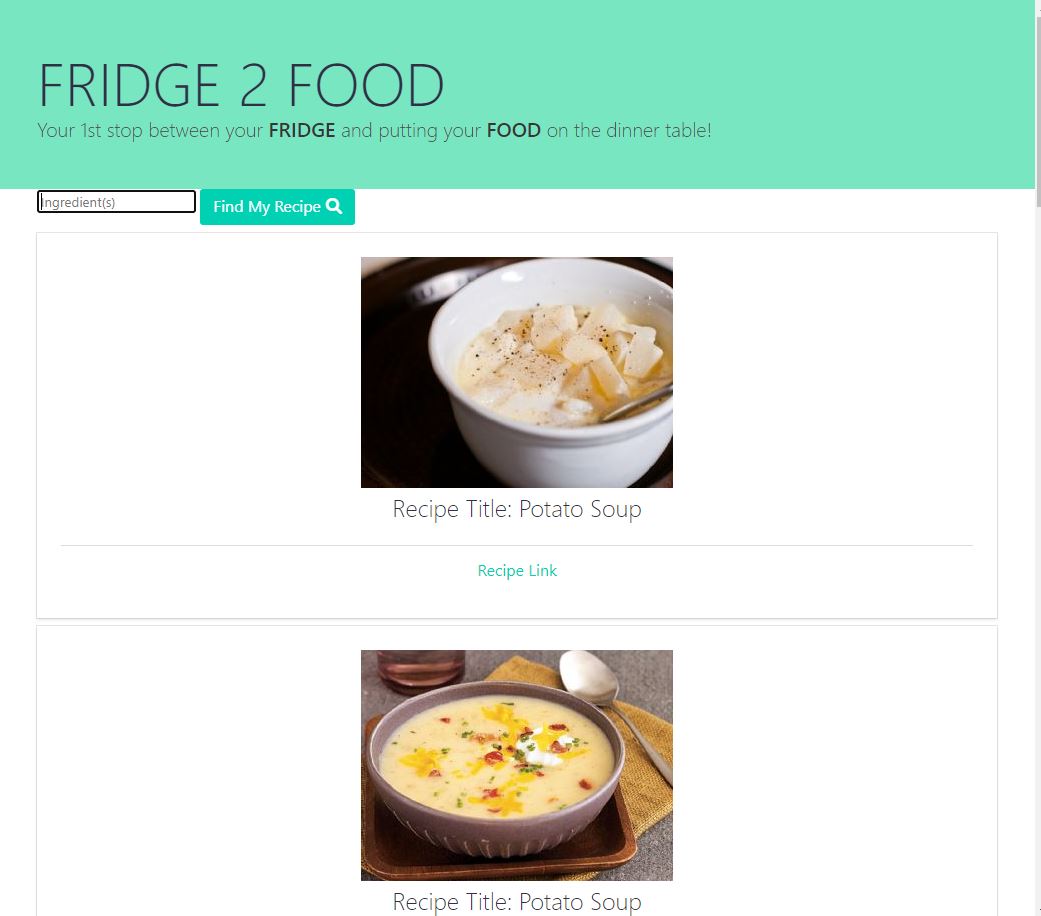 FRIDGE 2 FOOD
Your 1st stop between your FRIDGE and putting your FOOD on the dinner table!
Ingredient(s)
Find My Recipe
Recipe Title: Potato Soup
Recipe Link
Recipe Title: Potato Soup